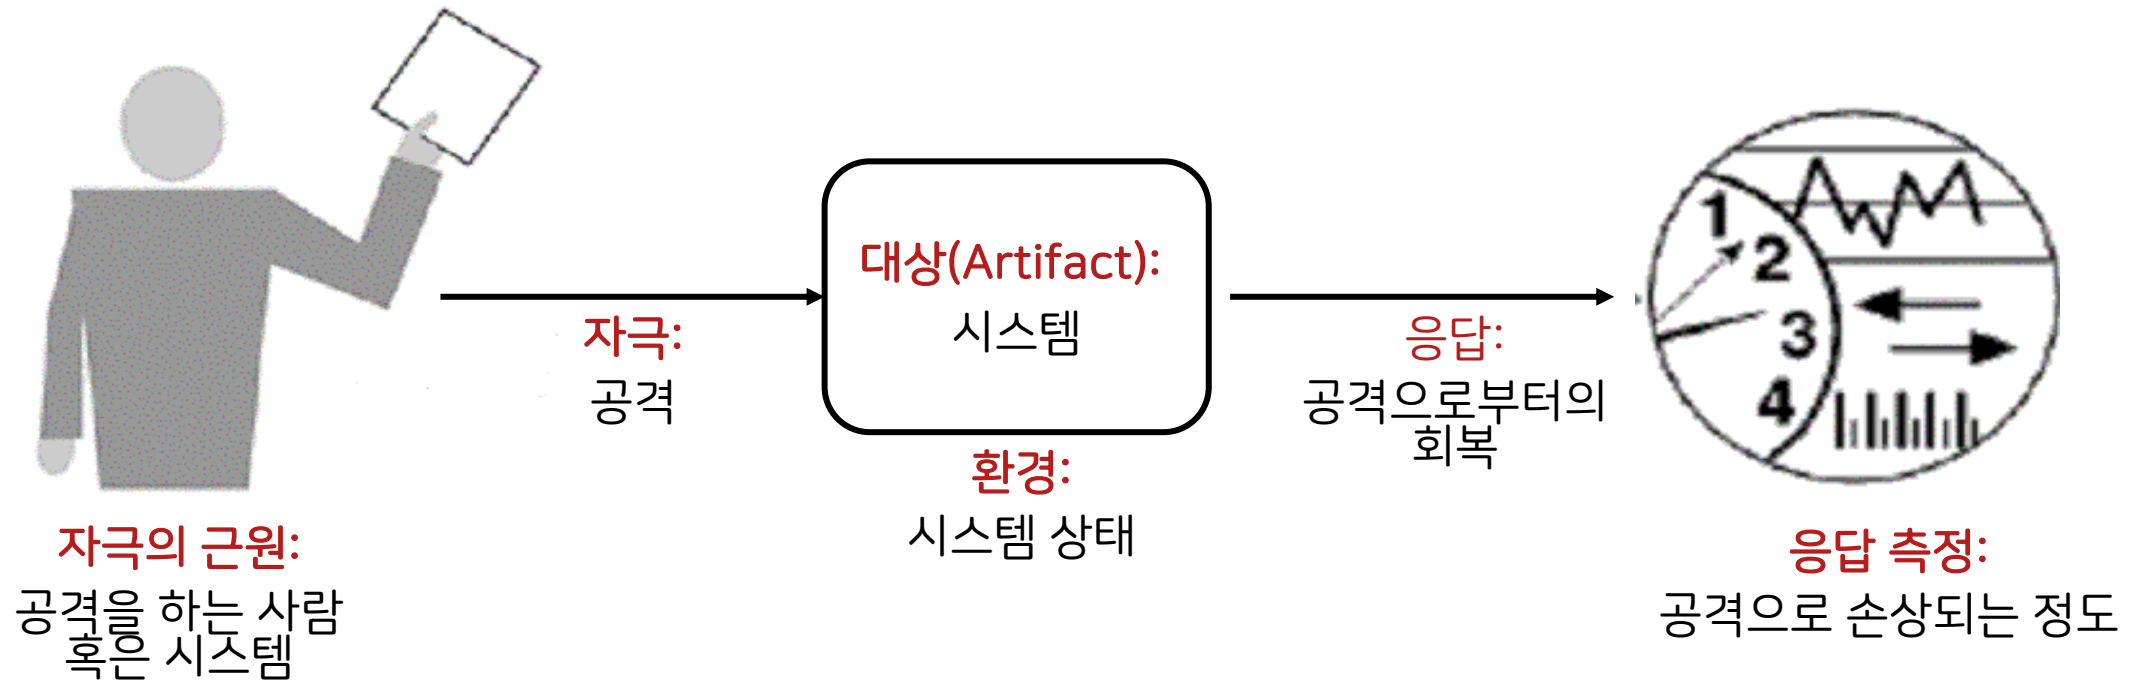 자극의 근원:
공격을 하는 사람
혹은 시스템
자극:
공격
대상(Artifact):
시스템
환경:
시스템 상태
응답:
공격으로부터의
회복
1
2
3
4
응답 측정:
공격으로 손상되는 정도